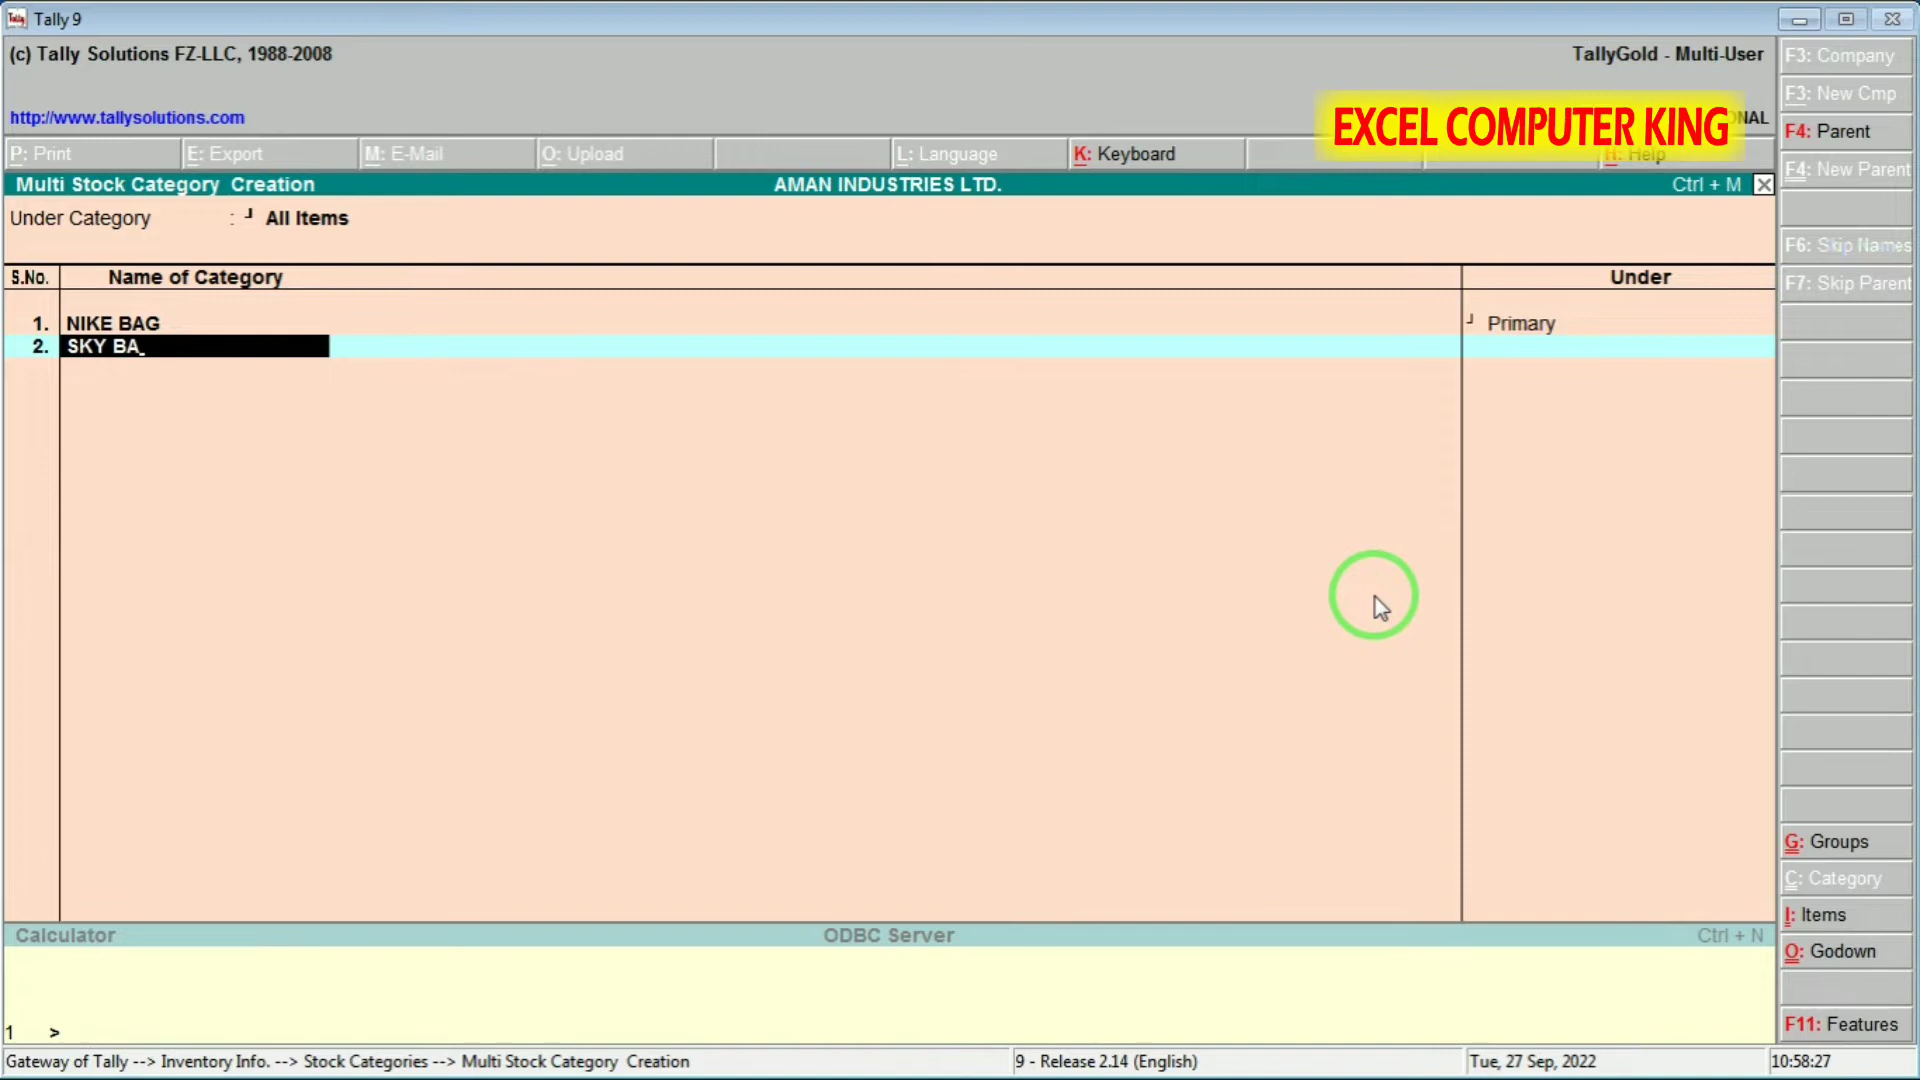 Tally 9
(c) Tally Solutions FZ-LLC, 1988-2008
TallyGold - Multi-User
http://www.tallysolutions.com
EXCEL COMPUTER KING
P: Print
E: Export
M: E-Mail
O: Upload
L: Language
K: Keyboard
H: Help
Multi Stock Category Creation
AMAN INDUSTRIES LTD.
Ctrl + M
Under Category : ┘ All Items
S.No. Name of Category Under
1. NIKE BAG ┘ Primary
2. SKY BA_
F3: Company
F3: New Cmp
F4: Parent
F4: New Parent
F6: Skip Names
F7: Skip Parent
G: Groups
C: Category
I: Items
O: Godown
F11: Features
Calculator
ODBC Server
Ctrl + N
1 >
Gateway of Tally --> Inventory Info. --> Stock Categories --> Multi Stock Category Creation
9 - Release 2.14 (English)
Tue, 27 Sep, 2022
10:58:27